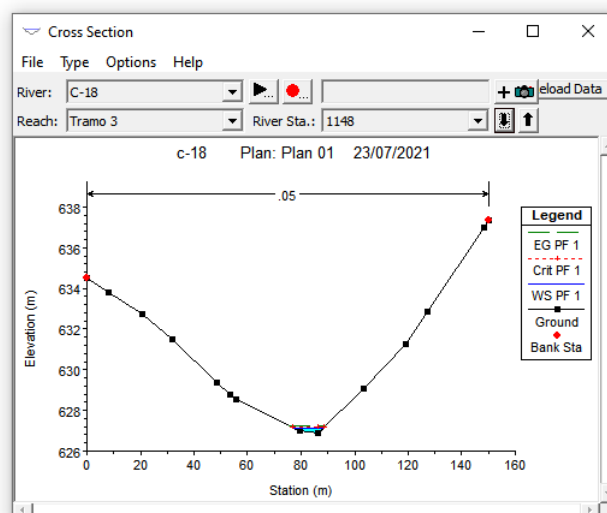 Cross Section
File Type Options Help
River: C-18 ... ... + eload Data
Reach: Tramo 3 River Sta.: 1148
c-18 Plan: Plan 01 23/07/2021
.05
638
636
634
632
630
628
626
Elevation (m)
0 20 40 60 80 100 120 140 160
Station (m)
Legend
EG PF 1
Crit PF 1
WS PF 1
Ground
Bank Sta